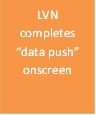 LVN
completes
“data push”
onscreen